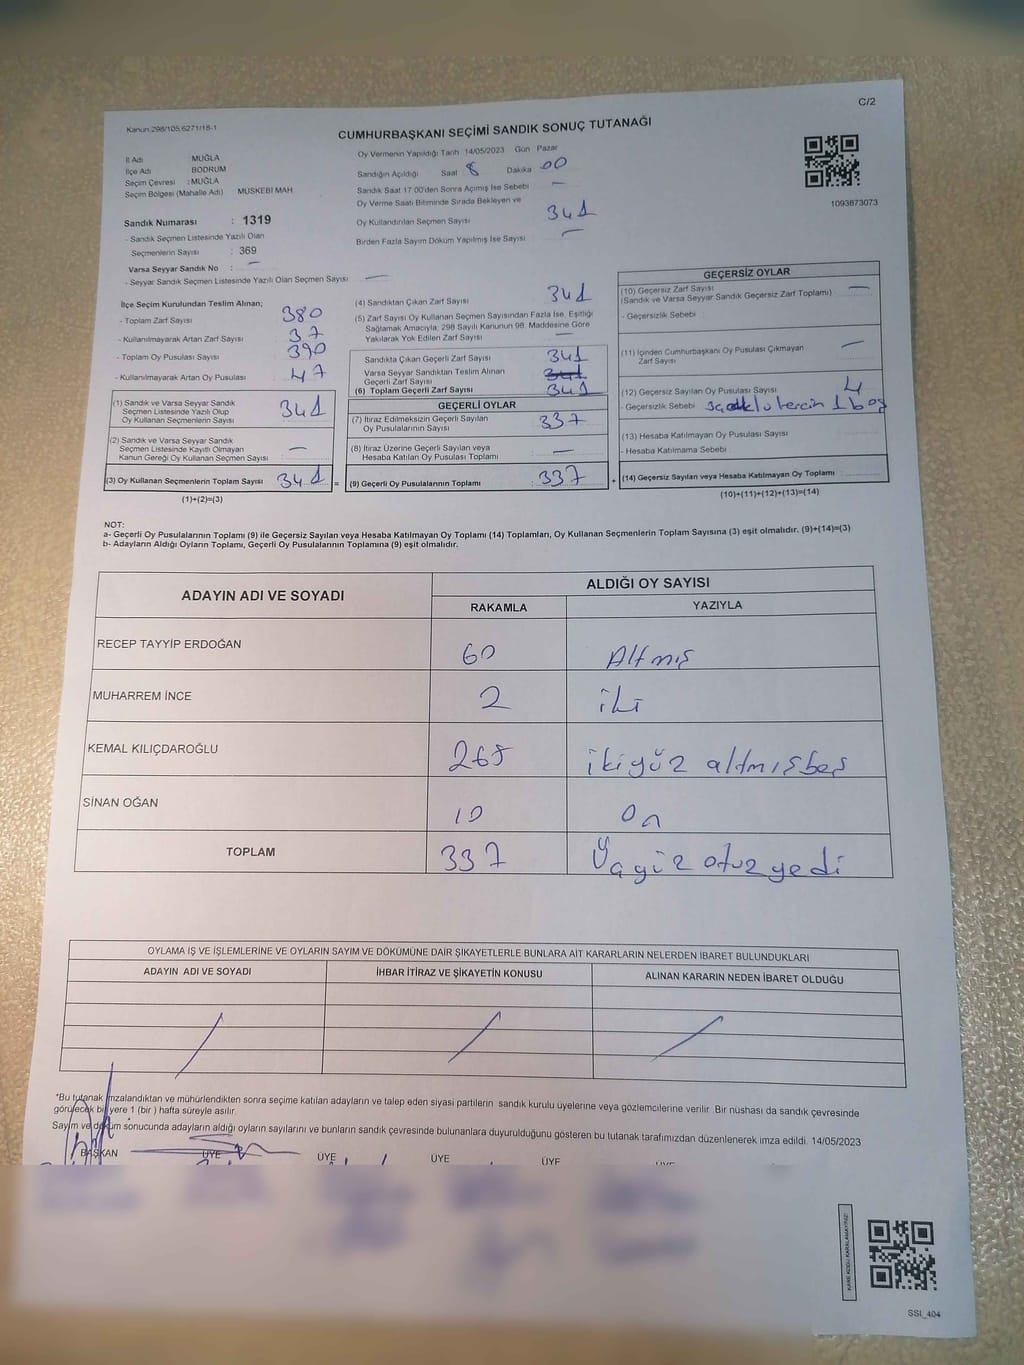 C/2
Kanun:298/105,6271/18-1
CUMHURBAŞKANI SEÇİMİ SANDIK SONUÇ TUTANAĞI
İl Adı MUĞLA
İlçe Adı BODRUM
Seçim Çevresi : MUĞLA
Seçim Bölgesi (Mahalle Adı) MÜSKEBİ MAH
Sandık Numarası : 1319
- Sandık Seçmen Listesinde Yazılı Olan
Seçmenlerin Sayısı : 369
Varsa Seyyar Sandık No : —
- Seyyar Sandık Seçmen Listesinde Yazılı Olan Seçmen Sayısı —
Oy Vermenin Yapıldığı Tarih 14/05/2023 Gün Pazar
Sandığın Açıldığı Saat 8 Dakika 00
Sandık Saat 17:00'den Sonra Açımış İse Sebebi —
Oy Verme Saati Bitiminde Sırada Bekleyen ve
Oy Kullandırılan Seçmen Sayısı 341
Birden Fazla Sayım Döküm Yapılmış İse Sayısı —
1093873073
İlçe Seçim Kurulundan Teslim Alınan;
- Toplam Zarf Sayısı 380
- Kullanılmayarak Artan Zarf Sayısı 37
- Toplam Oy Pusulası Sayısı 390
- Kullanılmayarak Artan Oy Pusulası 47
(1) Sandık ve Varsa Seyyar Sandık
Seçmen Listesinde Yazılı Olup
Oy Kullanan Seçmenlerin Sayısı 341
(2) Sandık ve Varsa Seyyar Sandık
Seçmen Listesinde Kayıtlı Olmayan
Kanun Gereği Oy Kullanan Seçmen Sayısı —
(3) Oy Kullanan Seçmenlerin Toplam Sayısı 341
(1)+(2)=(3)
(4) Sandıktan Çıkan Zarf Sayısı 341
(5) Zarf Sayısı Oy Kullanan Seçmen Sayısından Fazla İse, Eşitliği
Sağlamak Amacıyla, 298 Sayılı Kanunun 98. Maddesine Göre
Yakılarak Yok Edilen Zarf Sayısı —
Sandıkta Çıkan Geçerli Zarf Sayısı 341
Varsa Seyyar Sandıktan Teslim Alınan
Geçerli Zarf Sayısı 341
(6) Toplam Geçerli Zarf Sayısı 341
GEÇERLİ OYLAR
(7) İtiraz Edilmeksizin Geçerli Sayılan
Oy Pusulalarının Sayısı 337
(8) İtiraz Üzerine Geçerli Sayılan veya
Hesaba Katılan Oy Pusulası Toplamı —
= (9) Geçerli Oy Pusulalarının Toplamı : 337
GEÇERSİZ OYLAR
(10) Geçersiz Zarf Sayısı —
(Sandık ve Varsa Seyyar Sandık Geçersiz Zarf Toplamı)
- Geçersizlik Sebebi
(11) İçinden Cumhurbaşkanı Oy Pusulası Çıkmayan —
Zarf Sayısı
(12) Geçersiz Sayılan Oy Pusulası Sayısı 4
- Geçersizlik Sebebi tercin 1 boş
(13) Hesaba Katılmayan Oy Pusulası Sayısı
- Hesaba Katılmama Sebebi
+ (14) Geçersiz Sayılan veya Hesaba Katılmayan Oy Toplamı
(10)+(11)+(12)+(13)=(14)
NOT:
a- Geçerli Oy Pusulalarının Toplamı (9) ile Geçersiz Sayılan veya Hesaba Katılmayan Oy Toplamı (14) Toplamları, Oy Kullanan Seçmenlerin Toplam Sayısına (3) eşit olmalıdır. (9)+(14)=(3)
b- Adayların Aldığı Oyların Toplamı, Geçerli Oy Pusulalarının Toplamına (9) eşit olmalıdır.
ADAYIN ADI VE SOYADI ALDIĞI OY SAYISI
RAKAMLA YAZIYLA
RECEP TAYYİP ERDOĞAN 60 Altmış
MUHARREM İNCE 2 iki
KEMAL KILIÇDAROĞLU 265 ikiyüz altmışbeş
SİNAN OĞAN 10 On
TOPLAM 337 Üçyüz otuz yedi
OYLAMA İŞ VE İŞLEMLERİNE VE OYLARIN SAYIM VE DÖKÜMÜNE DAİR ŞİKAYETLERLE BUNLARA AİT KARARLARIN NELERDEN İBARET BULUNDUKLARI
ADAYIN ADI VE SOYADI İHBAR İTİRAZ VE ŞİKAYETİN KONUSU ALINAN KARARIN NEDEN İBARET OLDUĞU
*Bu tutanak imzalandıktan ve mühürlendikten sonra seçime katılan adayların ve talep eden siyasi partilerin sandık kurulu üyelerine veya gözlemcilerine verilir. Bir nüshası da sandık çevresinde
görülecek bir yere 1 (bir) hafta süreyle asılır.
Sayım ve döküm sonucunda adayların aldığı oyların sayılarını ve bunların sandık çevresinde bulunanlara duyurulduğunu gösteren bu tutanak tarafımızdan düzenlenerek imza edildi. 14/05/2023
BAŞKAN ÜYE ÜYE ÜYE ÜYE
KARE KODU KARALAMAYINIZ!
SSI_404